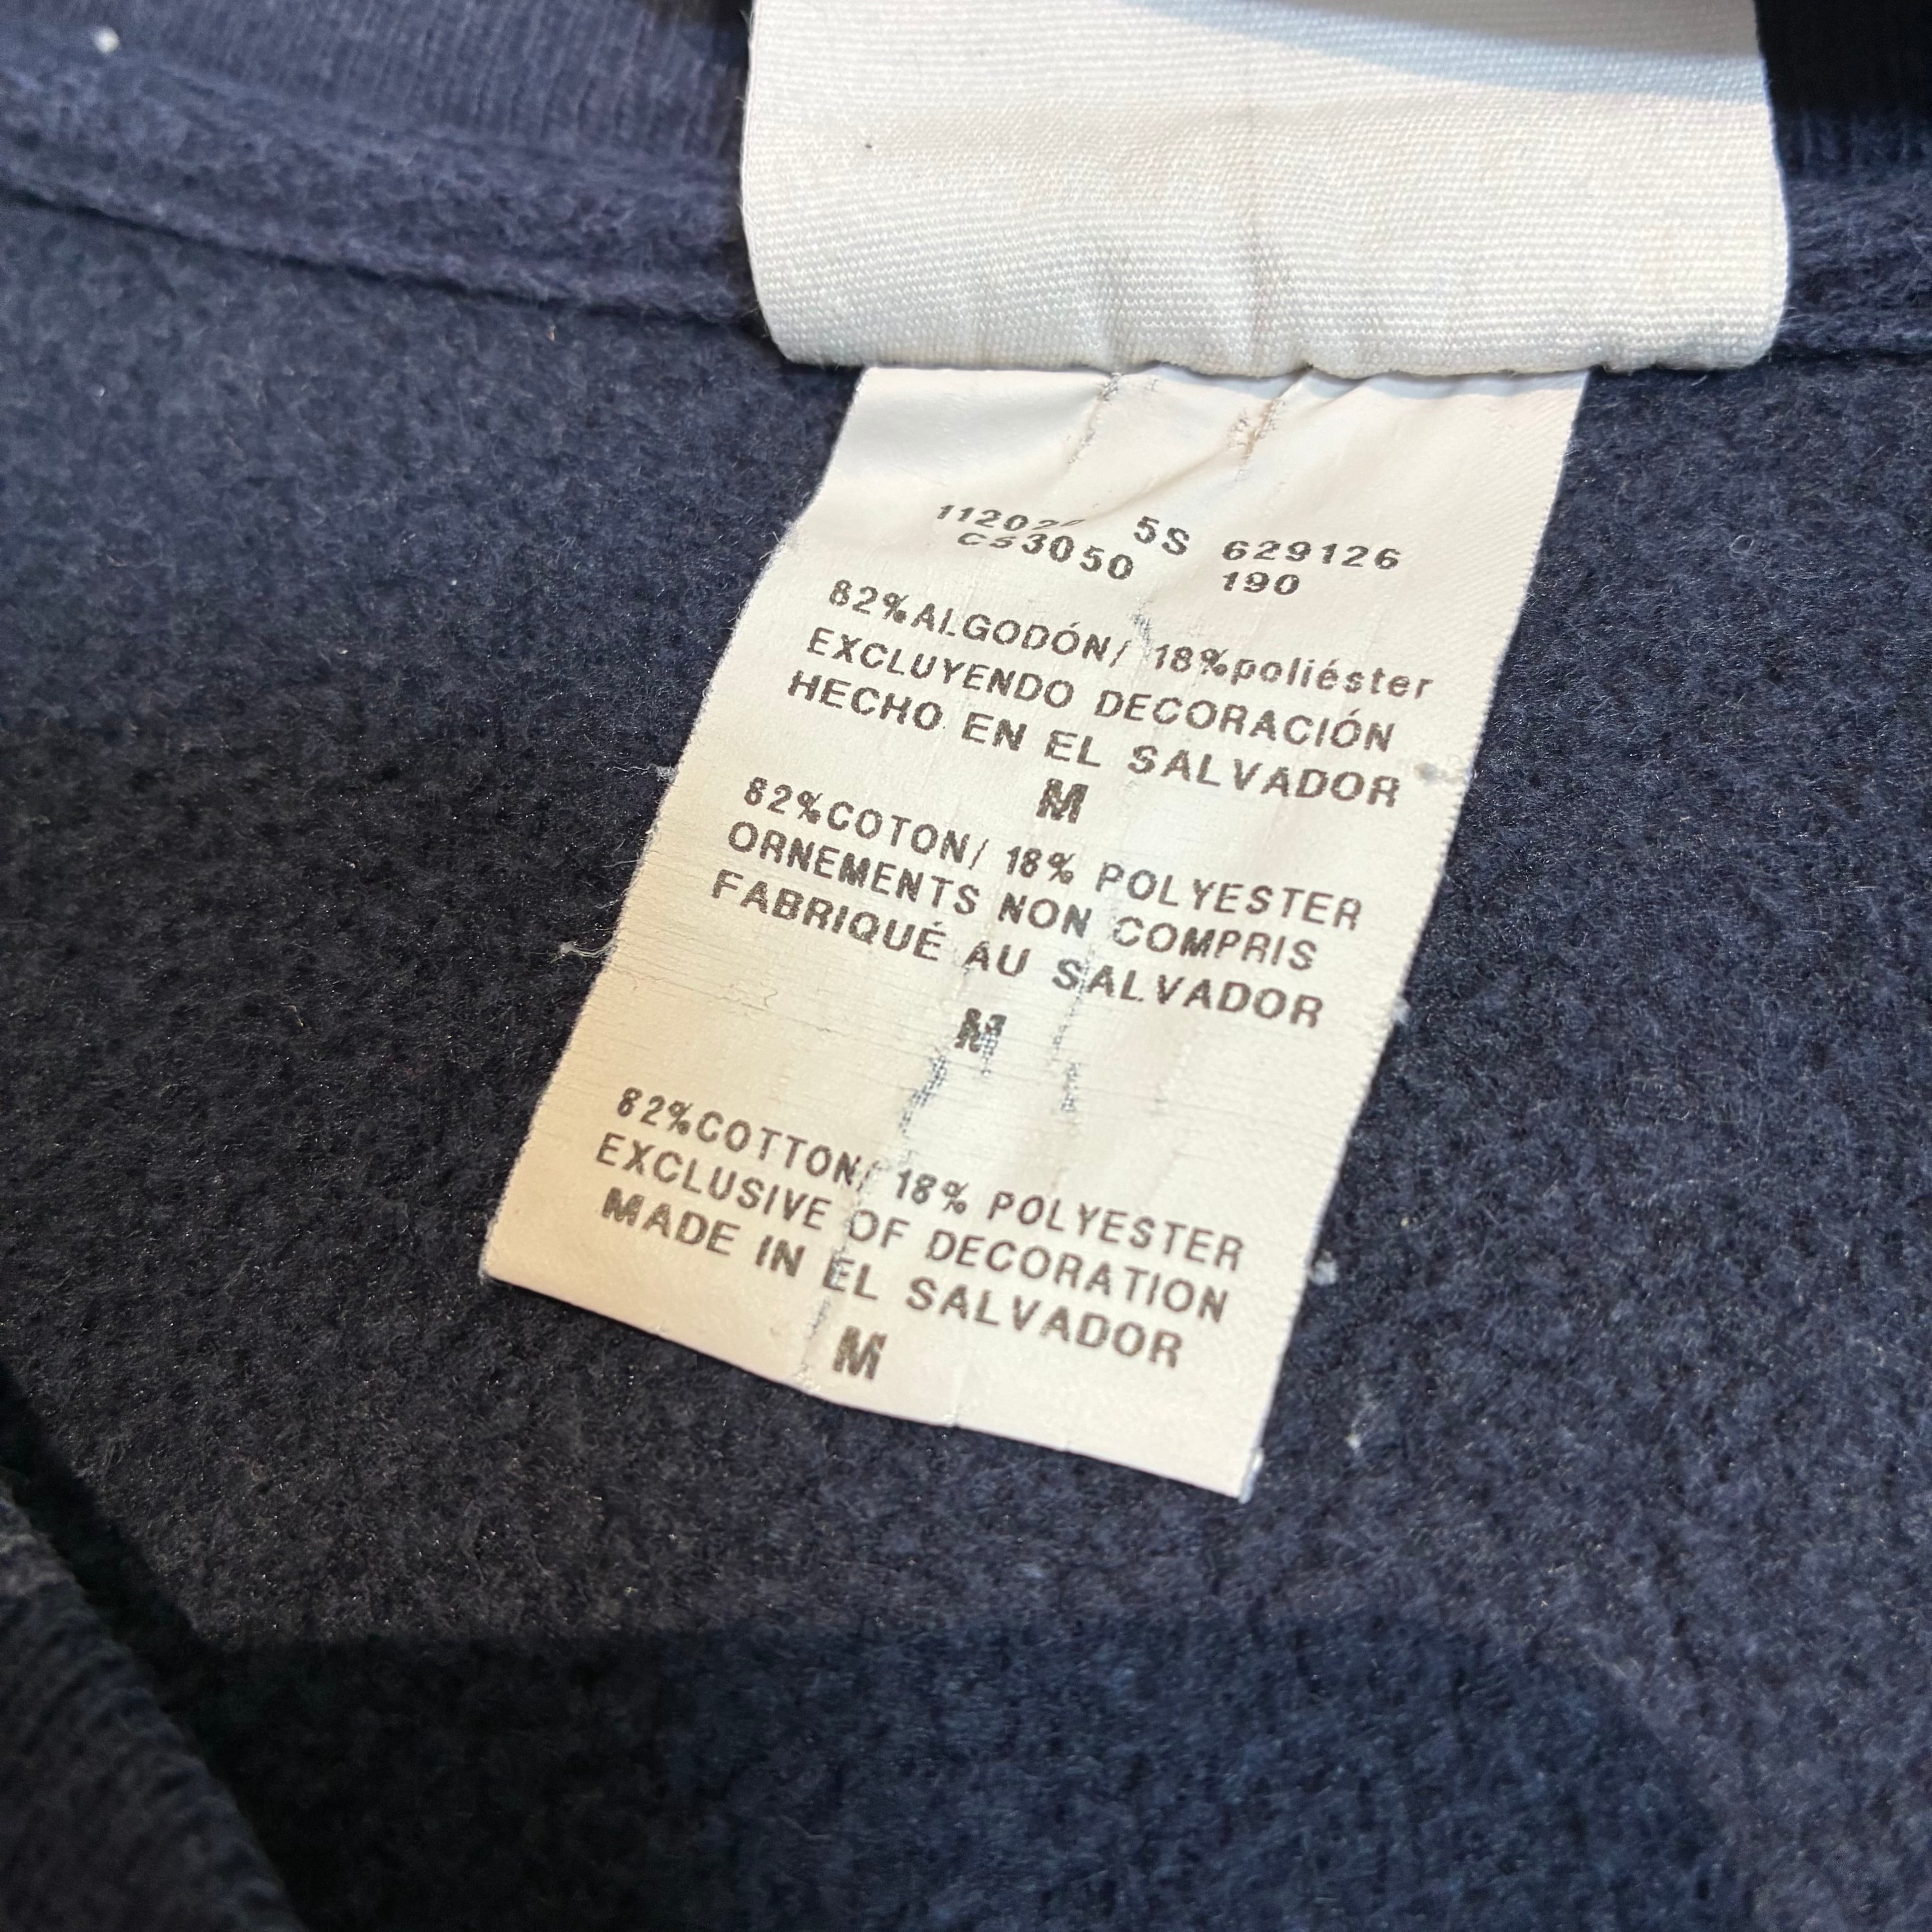 5S 629126
cs3050 190
82%ALGODÓN/ 18%poliéster
EXCLUYENDO DECORACIÓN
HECHO EN EL SALVADOR
M
82%COTON/ 18% POLYESTER
ORNEMENTS NON COMPRIS
FABRIQUÉ AU SALVADOR
M
82%COTTON/ 18% POLYESTER
EXCLUSIVE OF DECORATION
MADE IN EL SALVADOR
M